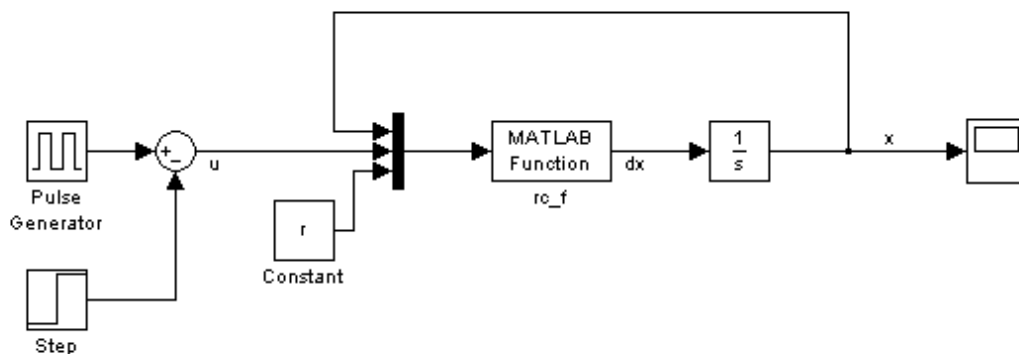 Pulse
Generator
+
-
u
Step
r
Constant
MATLAB
Function
rc_f
dx
1
s
x